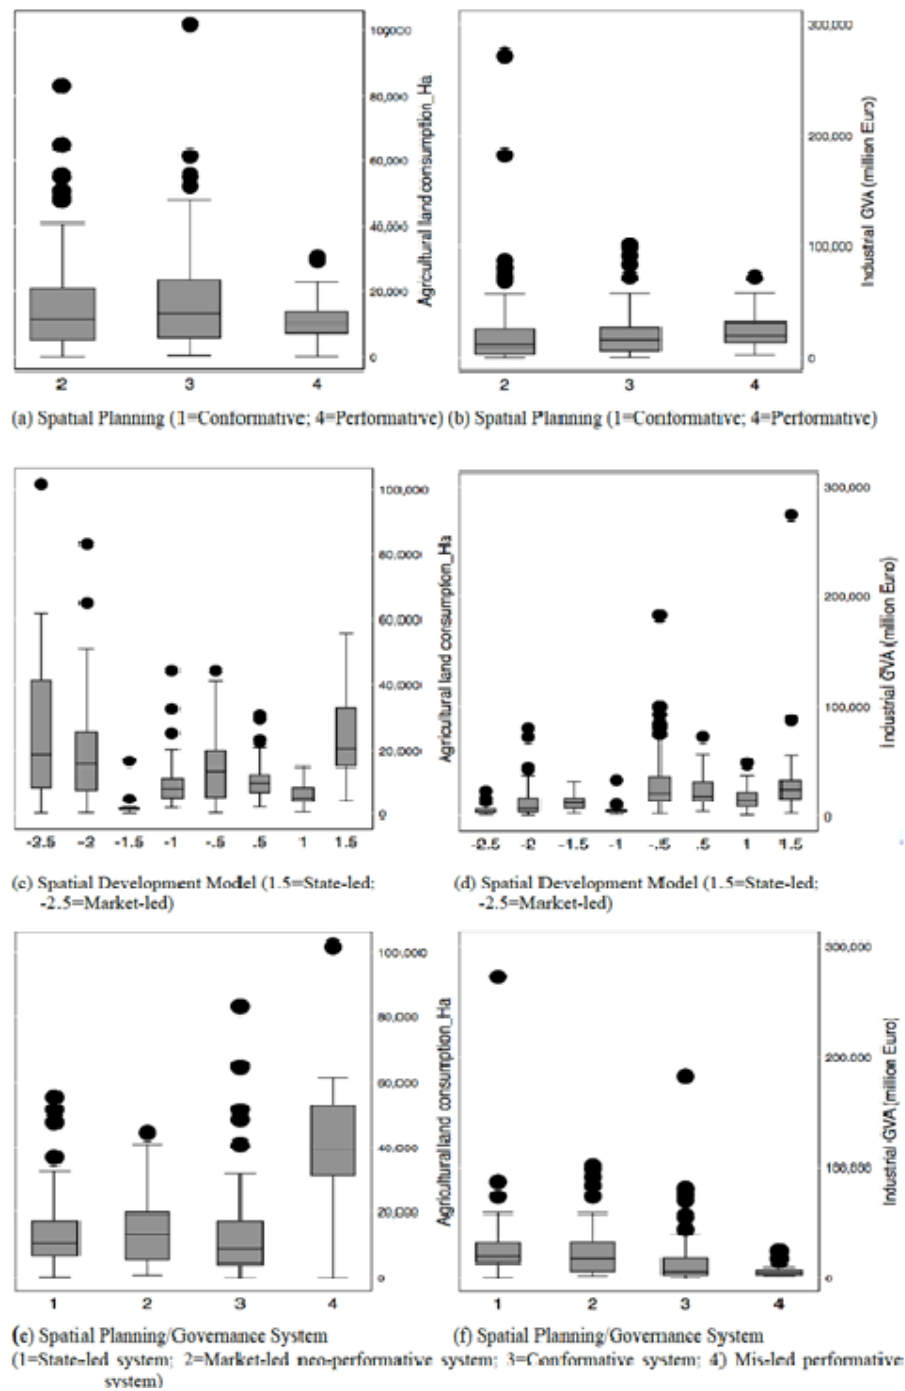 100,000
80,000
60,000
40,000
20,000
0
Agricultural land consumption_Ha
2 3 4
300,000
200,000
100,000
0
Industrial GVA (million Euro)
2 3 4
(a) Spatial Planning (1=Conformative; 4=Performative) (b) Spatial Planning (1=Conformative; 4=Performative)
100,000
80,000
60,000
40,000
20,000
0
Agricultural land consumption_Ha
-2.5 -2 -1.5 -1 -.5 .5 1 1.5
300,000
200,000
100,000
0
Industrial GVA (million Euro)
-2.5 -2 -1.5 -1 -.5 .5 1 1.5
(c) Spatial Development Model (1.5=State-led;
-2.5=Market-led)
(d) Spatial Development Model (1.5=State-led;
-2.5=Market-led)
100,000
80,000
60,000
40,000
20,000
0
Agricultural land consumption_Ha
1 2 3 4
300,000
200,000
100,000
0
Industrial GVA (million Euro)
1 2 3 4
(e) Spatial Planning/Governance System
(f) Spatial Planning/Governance System
(1=State-led system; 2=Market-led neo-performative system; 3=Conformative system; 4) Mis-led performative
system)